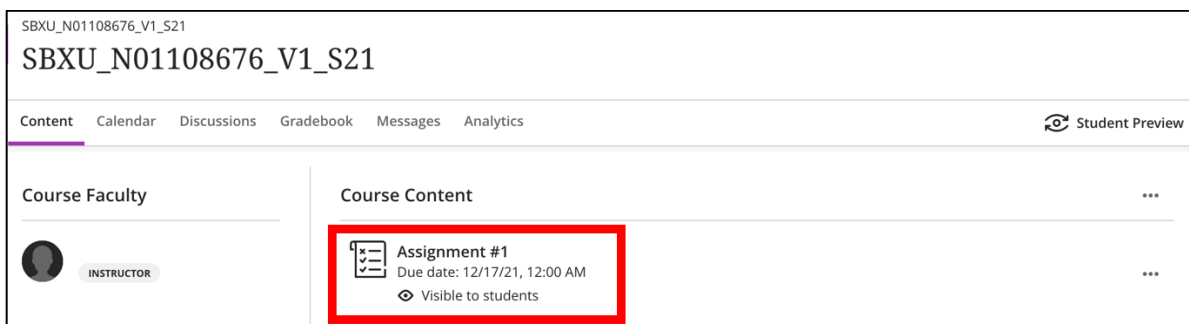 SBXU_N01108676_V1_S21
SBXU_N01108676_V1_S21
Content Calendar Discussions Gradebook Messages Analytics Student Preview
Course Faculty
INSTRUCTOR
Course Content
Assignment #1
Due date: 12/17/21, 12:00 AM
Visible to students